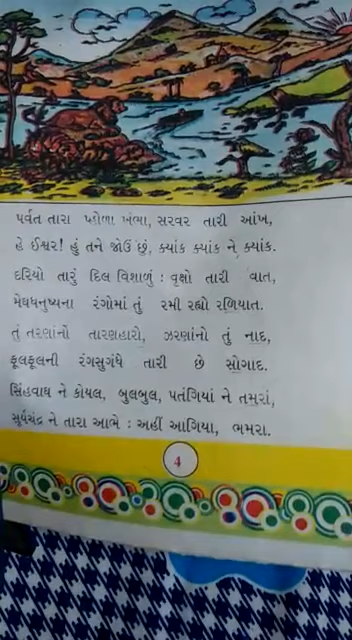 પર્વત તારા પહોળા ખંભા, સરવર તારી આંખ,
હે ઈશ્વર! હું તને જોઉં છું, ક્યાંક ક્યાંક ને ક્યાંક.
દરિયો તારું દિલ વિશાળું : વૃક્ષો તારી વાત,
મેઘધનુષ્યના રંગોમાં તું રમી રહ્યો રળિયાત.
તું તરણાંનો તારણહારો, ઝરણાંનો તું નાદ,
ફૂલફૂલની રંગસુગંધે તારી છે સોગાદ.
સિંહવાઘ ને કોયલ, બુલબુલ, પતંગિયાં ને તમરાં,
સૂર્યચંદ્ર ને તારા આભે : અહીં આગિયા, ભમરા.
4